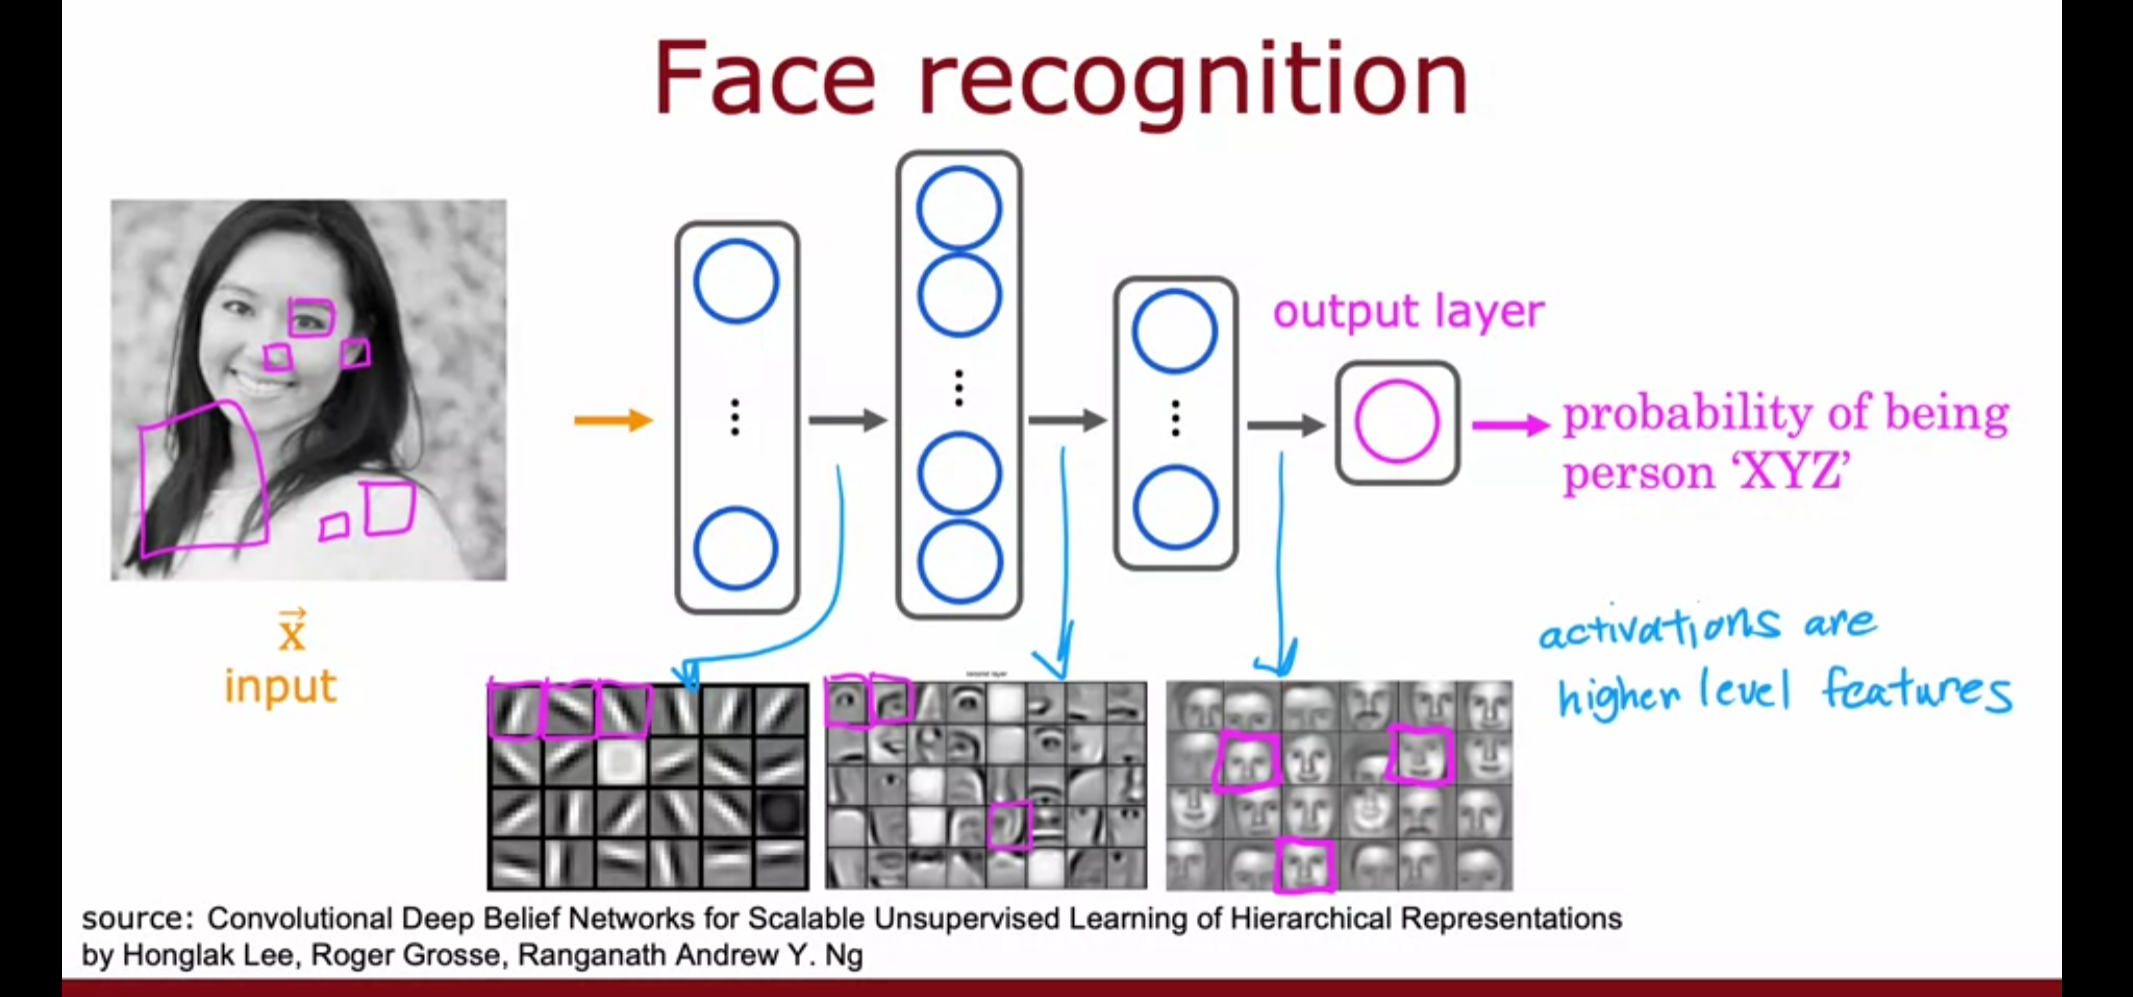 Face recognition
output layer
probability of being
person ‘XYZ’
x
input
activations are
higher level features
source: Convolutional Deep Belief Networks for Scalable Unsupervised Learning of Hierarchical Representations
by Honglak Lee, Roger Grosse, Ranganath Andrew Y. Ng